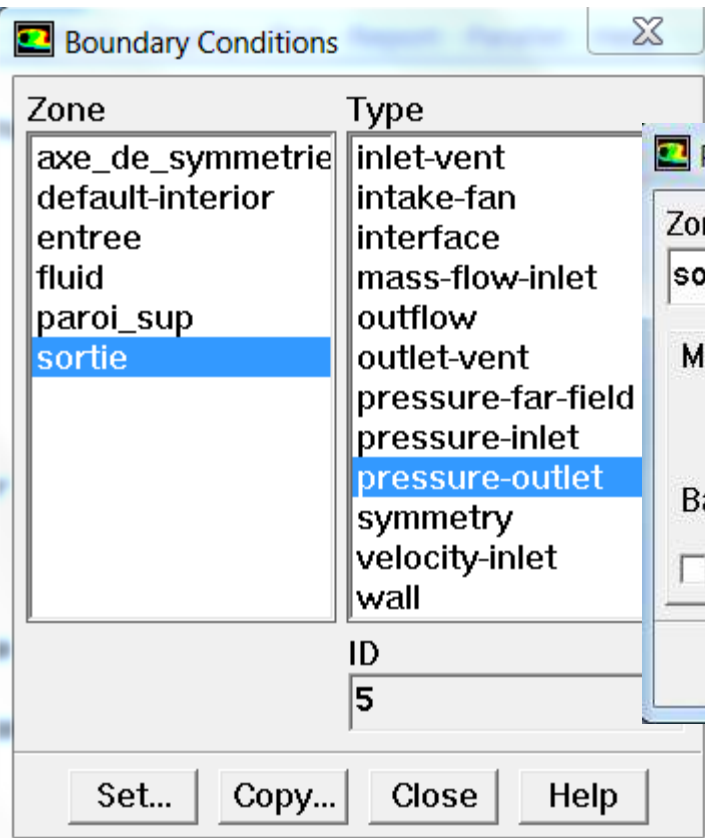 Boundary Conditions
Zone
axe_de_symmetrie
default-interior
entree
fluid
paroi_sup
sortie
Type
inlet-vent
intake-fan
interface
mass-flow-inlet
outflow
outlet-vent
pressure-far-field
pressure-inlet
pressure-outlet
symmetry
velocity-inlet
wall
ID
5
Set... Copy... Close Help